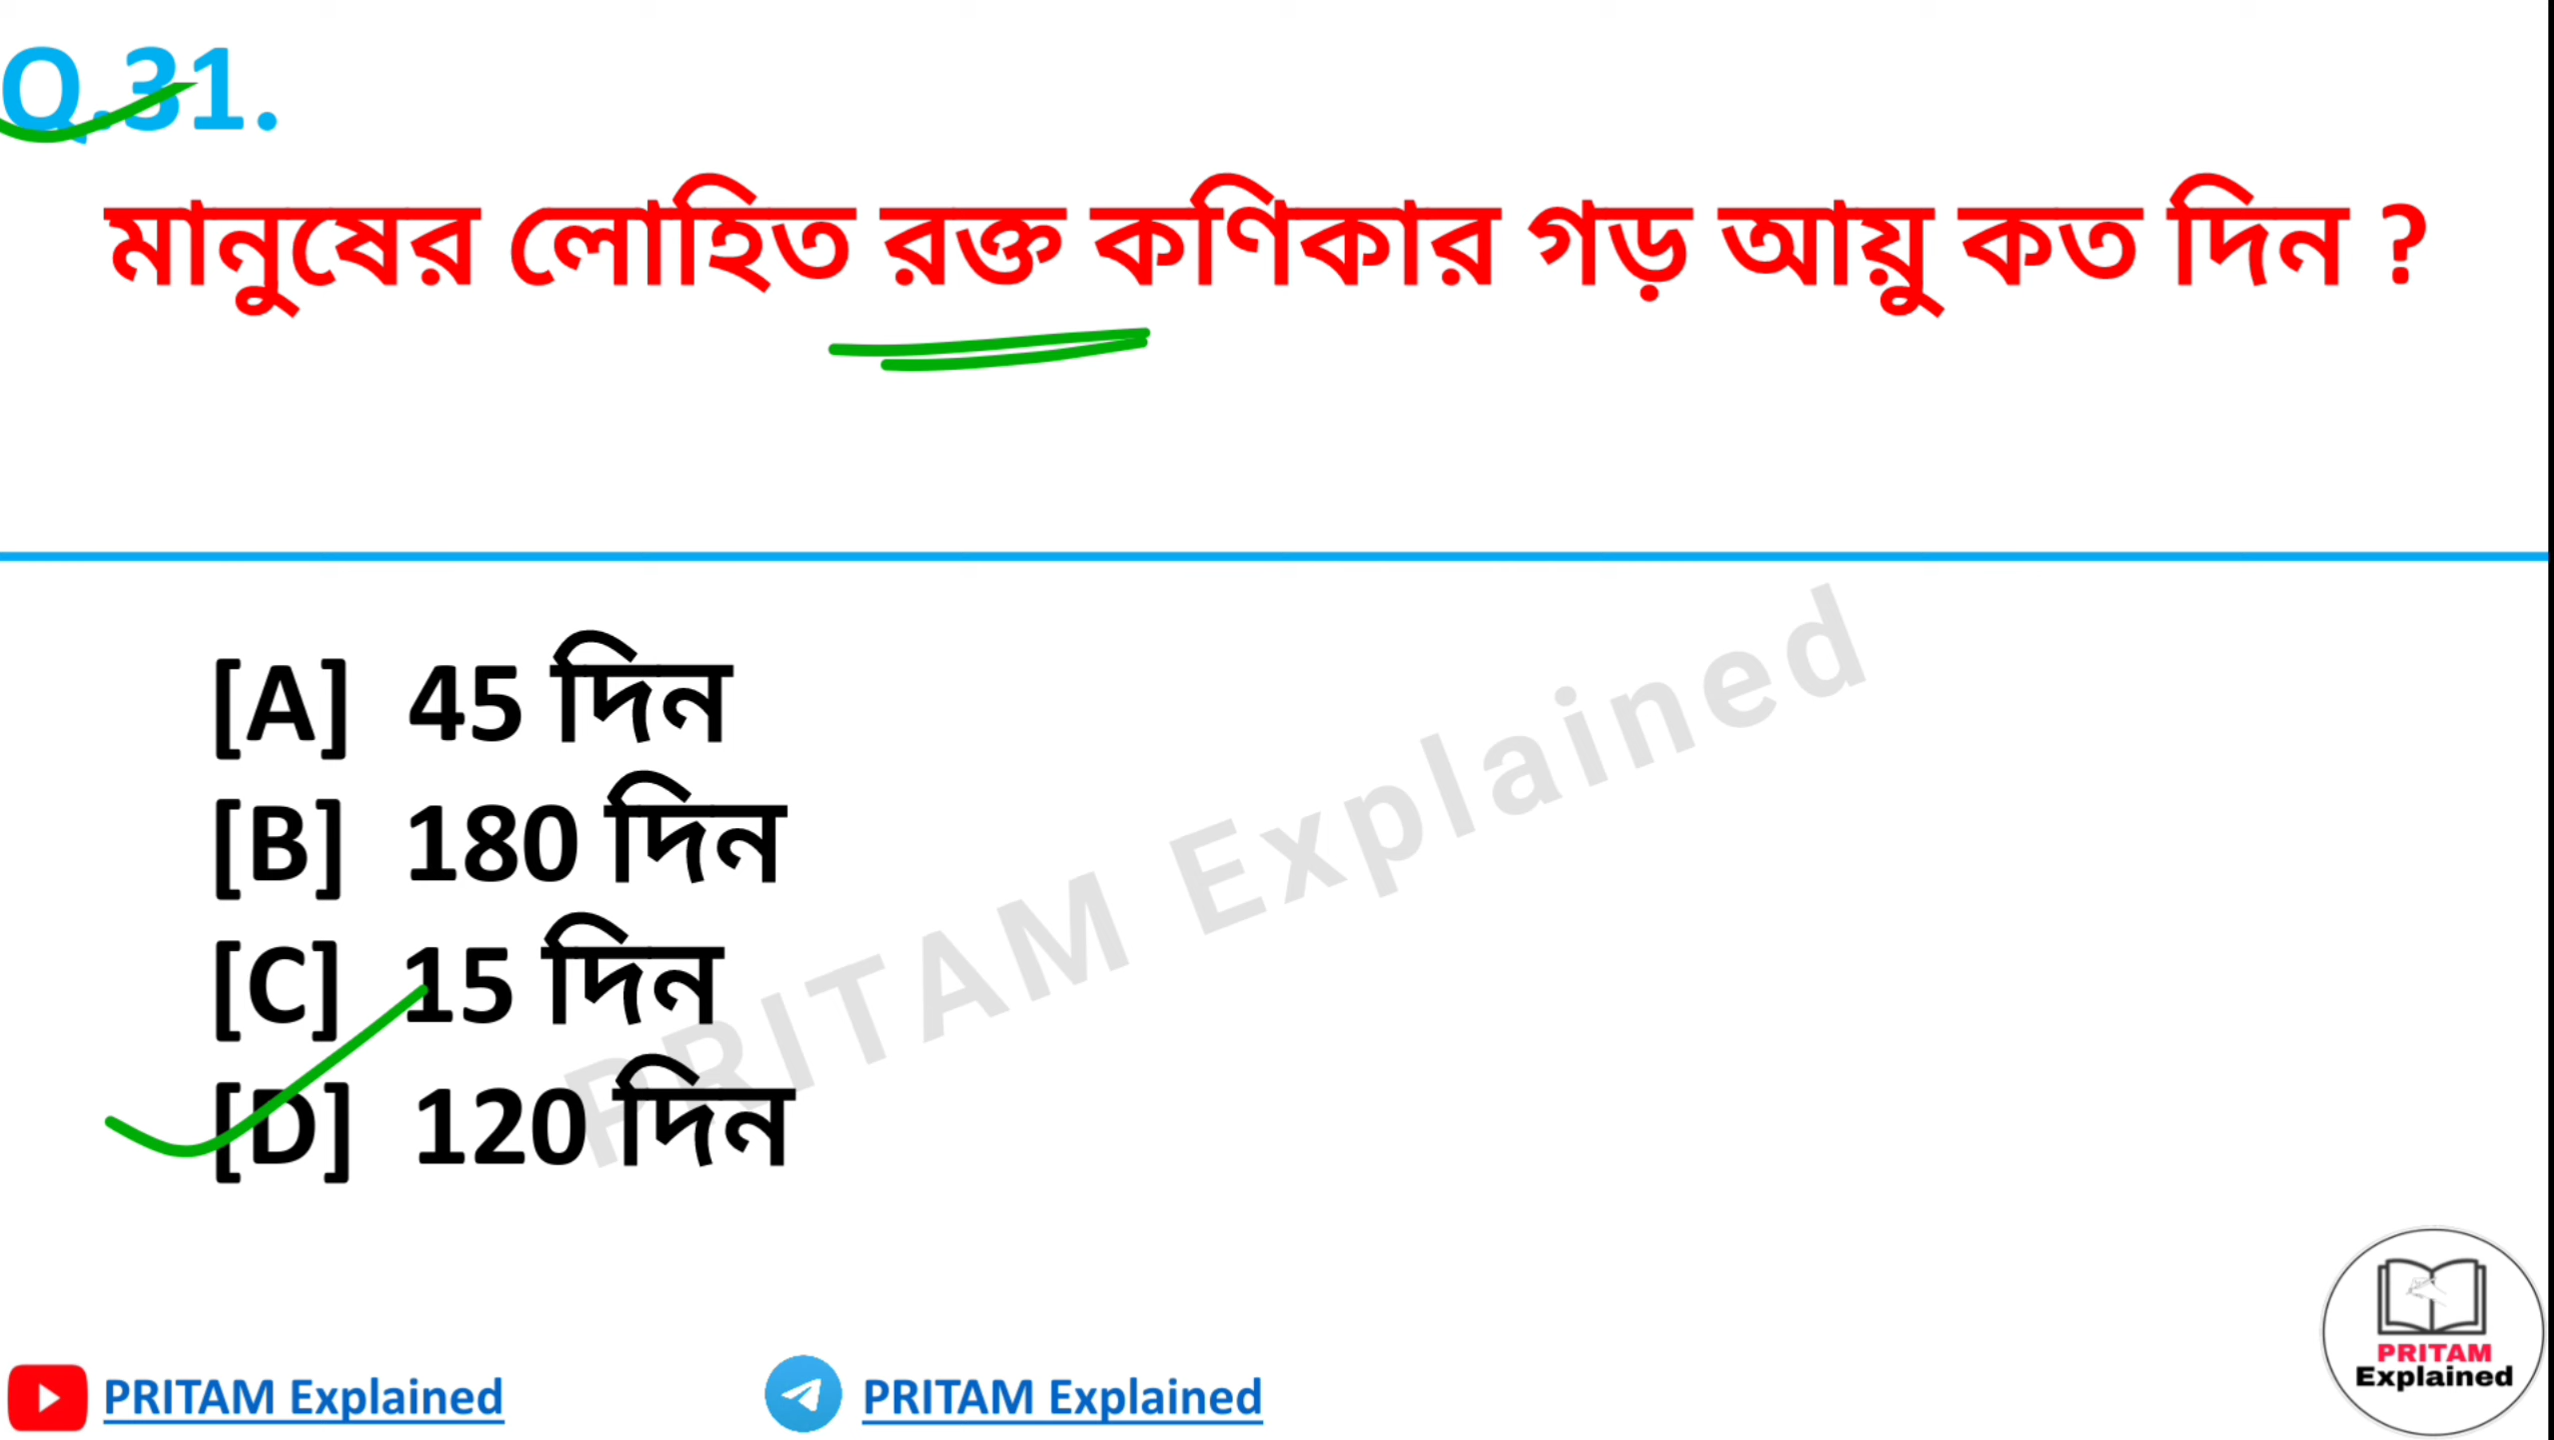 Q.31.
মানুষের লোহিত রক্ত কণিকার গড় আয়ু কত দিন ?
[A] 45 দিন
[B] 180 দিন
[C] 15 দিন
[D] 120 দিন
PRITAM Explained
PRITAM Explained
PRITAM Explained
PRITAM
Explained